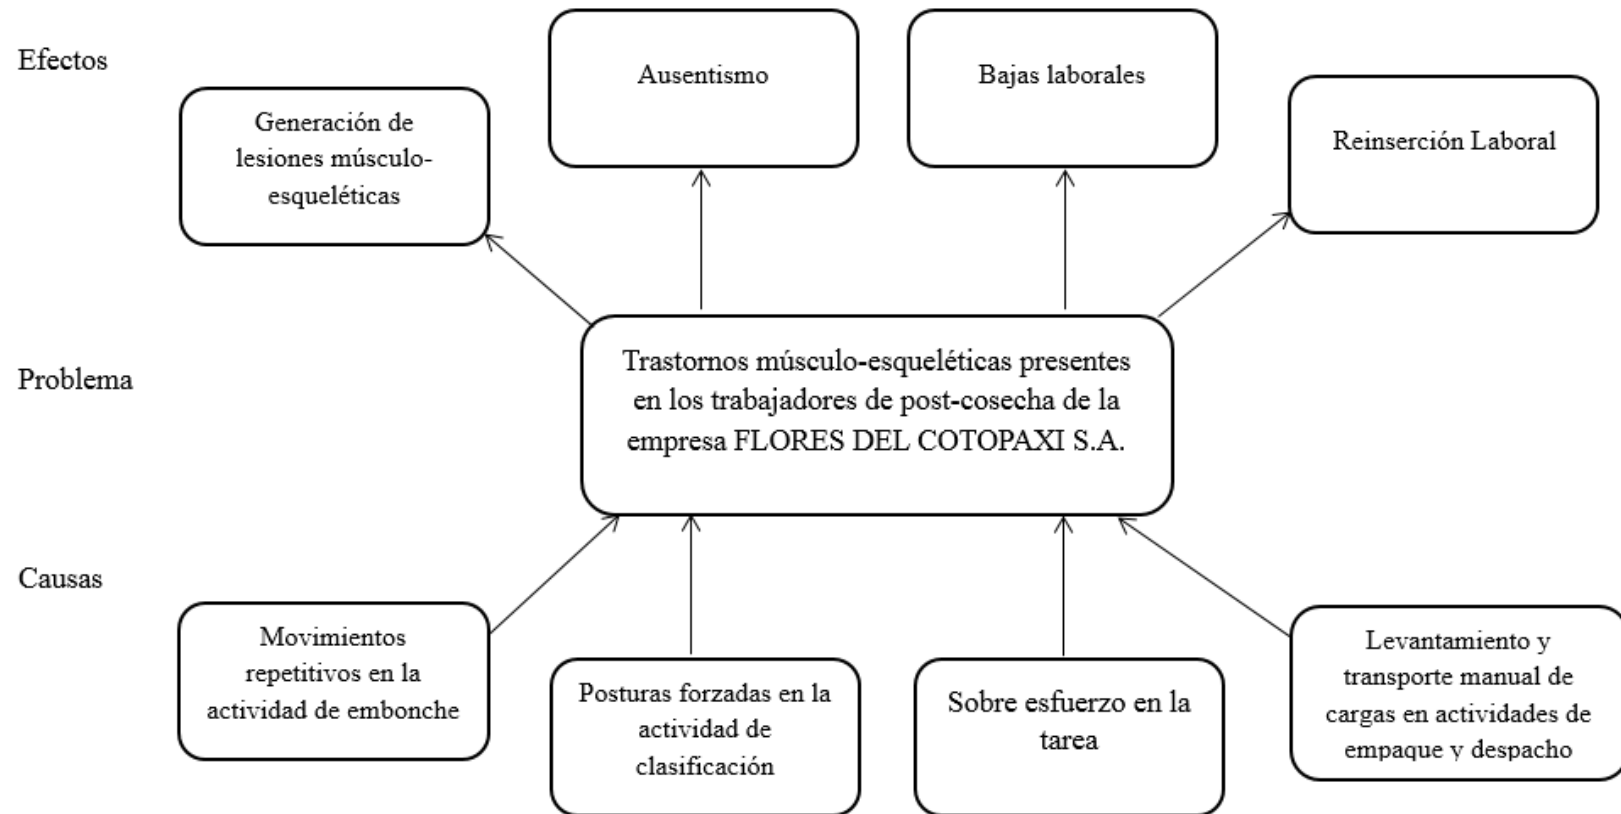 Efectos
Generación de
lesiones músculo-
esqueléticas
Ausentismo
Bajas laborales
Reinserción Laboral
Problema
Trastornos músculo-esqueléticas presentes
en los trabajadores de post-cosecha de la
empresa FLORES DEL COTOPAXI S.A.
Causas
Movimientos
repetitivos en la
actividad de embonche
Posturas forzadas en la
actividad de
clasificación
Sobre esfuerzo en la
tarea
Levantamiento y
transporte manual de
cargas en actividades de
empaque y despacho